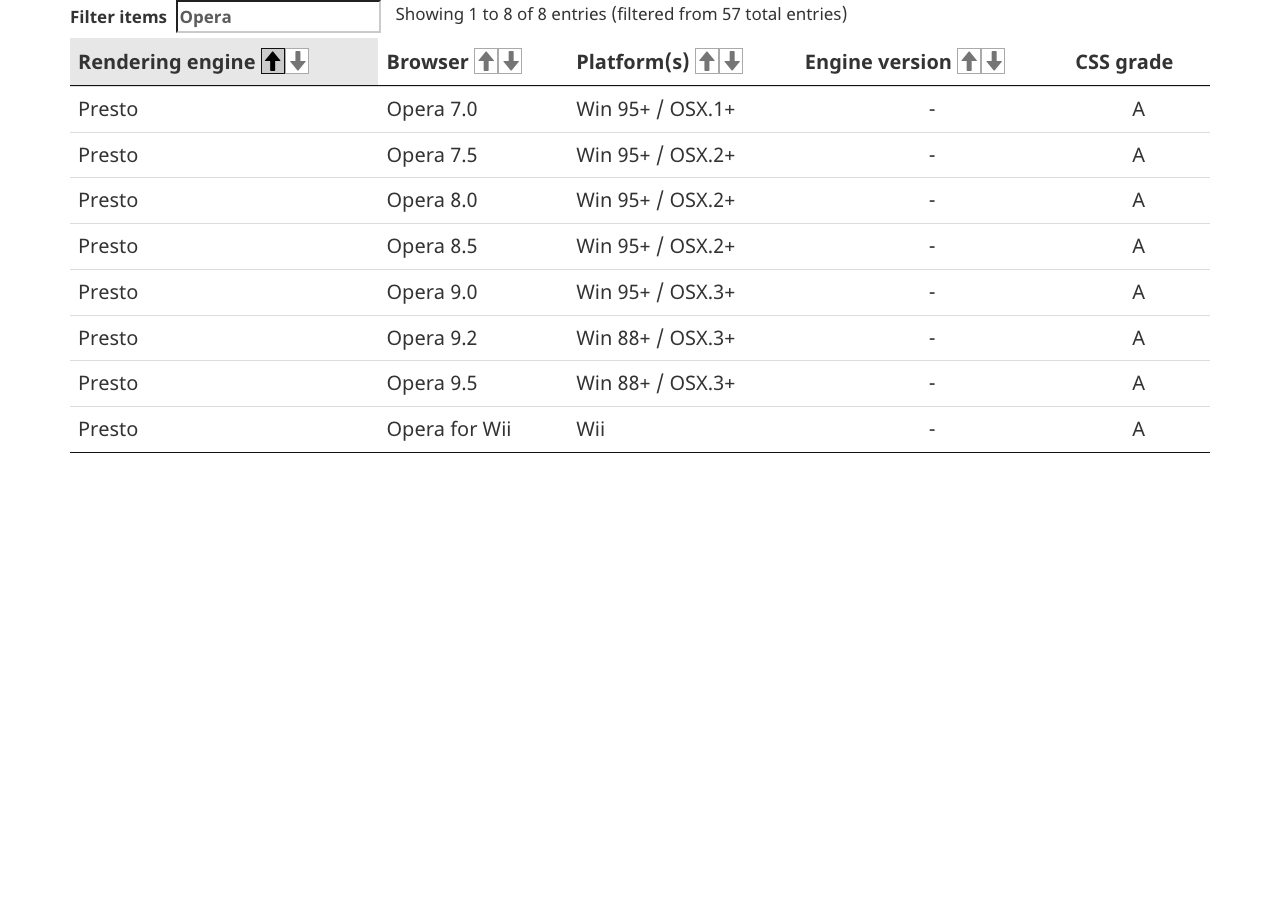 Filter items Opera Showing 1 to 8 of 8 entries (filtered from 57 total entries)
Rendering engine Browser Platform(s) Engine version CSS grade
Presto Opera 7.0 Win 95+ / OSX.1+ - A
Presto Opera 7.5 Win 95+ / OSX.2+ - A
Presto Opera 8.0 Win 95+ / OSX.2+ - A
Presto Opera 8.5 Win 95+ / OSX.2+ - A
Presto Opera 9.0 Win 95+ / OSX.3+ - A
Presto Opera 9.2 Win 88+ / OSX.3+ - A
Presto Opera 9.5 Win 88+ / OSX.3+ - A
Presto Opera for Wii Wii - A